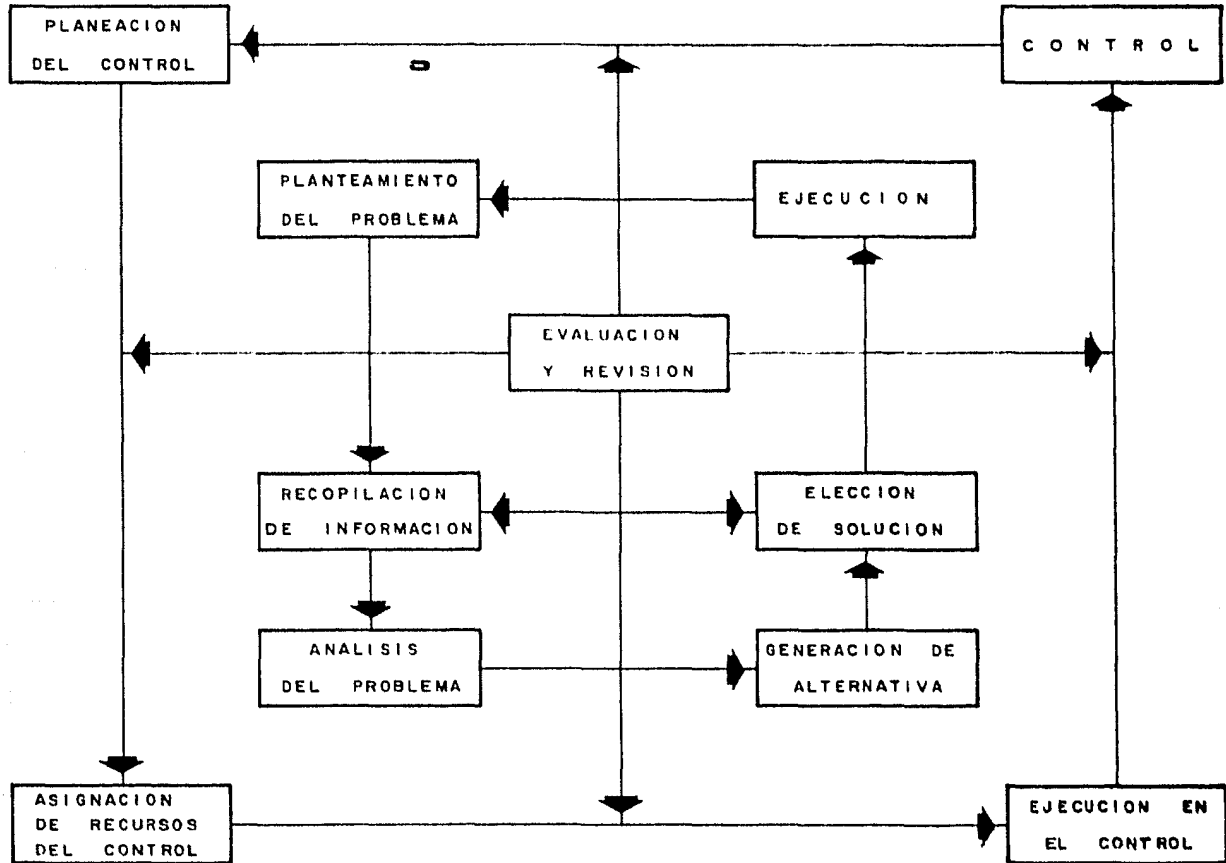 PLANEACION
DEL CONTROL
CONTROL
PLANTEAMIENTO
DEL PROBLEMA
EJECUCION
EVALUACION
Y REVISION
RECOPILACION
DE INFORMACION
ELECCION
DE SOLUCION
ANALISIS
DEL PROBLEMA
GENERACION DE
ALTERNATIVA
ASIGNACION
DE RECURSOS
DEL CONTROL
EJECUCION EN
EL CONTROL